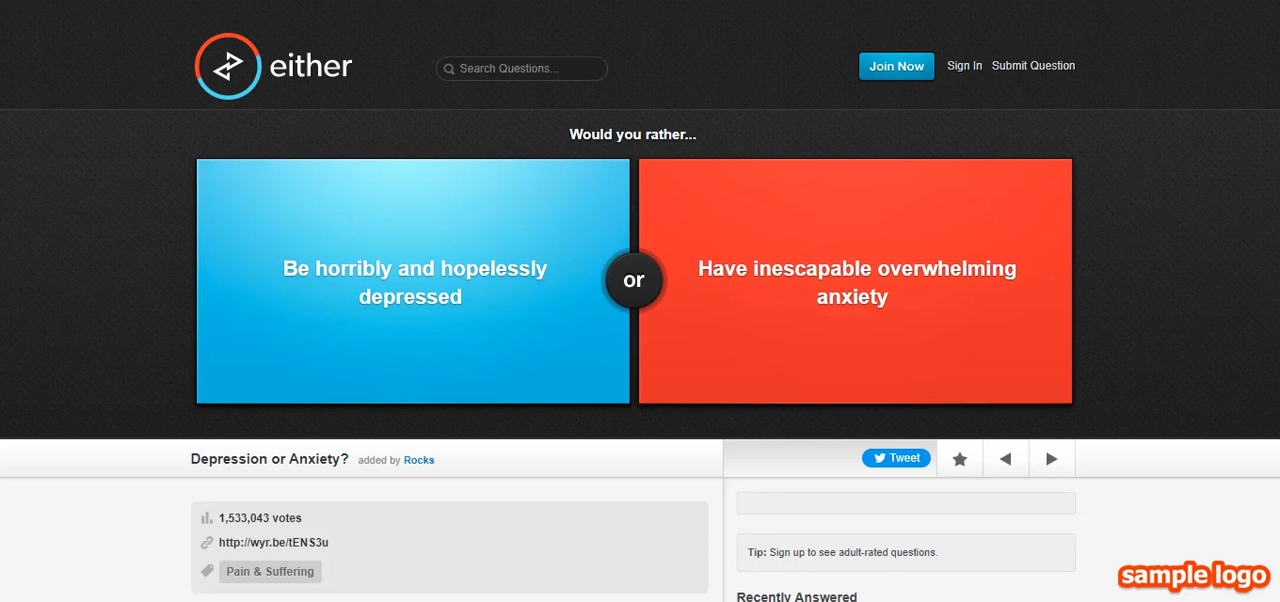 either
Search Questions...
Join Now
Sign In
Submit Question
Would you rather...
Be horribly and hopelessly
depressed
or
Have inescapable overwhelming
anxiety
Depression or Anxiety? added by Rocks
Tweet
1,533,043 votes
http://wyr.be/tENS3u
Pain & Suffering
Tip: Sign up to see adult-rated questions.
Recently Answered
sample logo